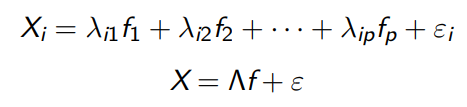 Xᵢ = λᵢ₁f₁ + λᵢ₂f₂ + ··· + λᵢₚfₚ + εᵢ
X = Λf + ε